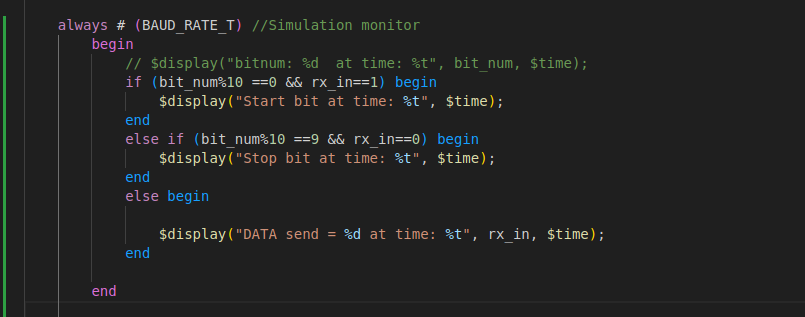 always # (BAUD_RATE_T) //Simulation monitor
begin
// $display("bitnum: %d  at time: %t", bit_num, $time);
if (bit_num%10 ==0 && rx_in==1) begin
$display("Start bit at time: %t", $time);
end
else if (bit_num%10 ==9 && rx_in==0) begin
$display("Stop bit at time: %t", $time);
end
else begin
$display("DATA send = %d at time: %t", rx_in, $time);
end
end